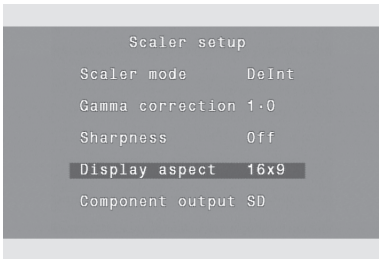 Scaler setup
Scaler mode DeInt
Gamma correction 1.0
Sharpness Off
Display aspect 16x9
Component output SD